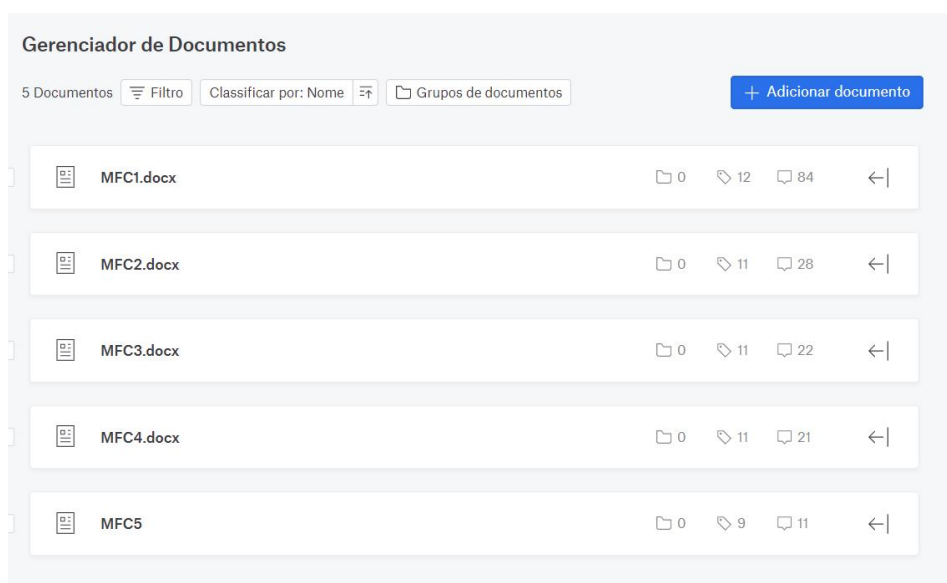 Gerenciador de Documentos
5 Documentos Filtro Classificar por: Nome Grupos de documentos + Adicionar documento
MFC1.docx 0 12 84
MFC2.docx 0 11 28
MFC3.docx 0 11 22
MFC4.docx 0 11 21
MFC5 0 9 11